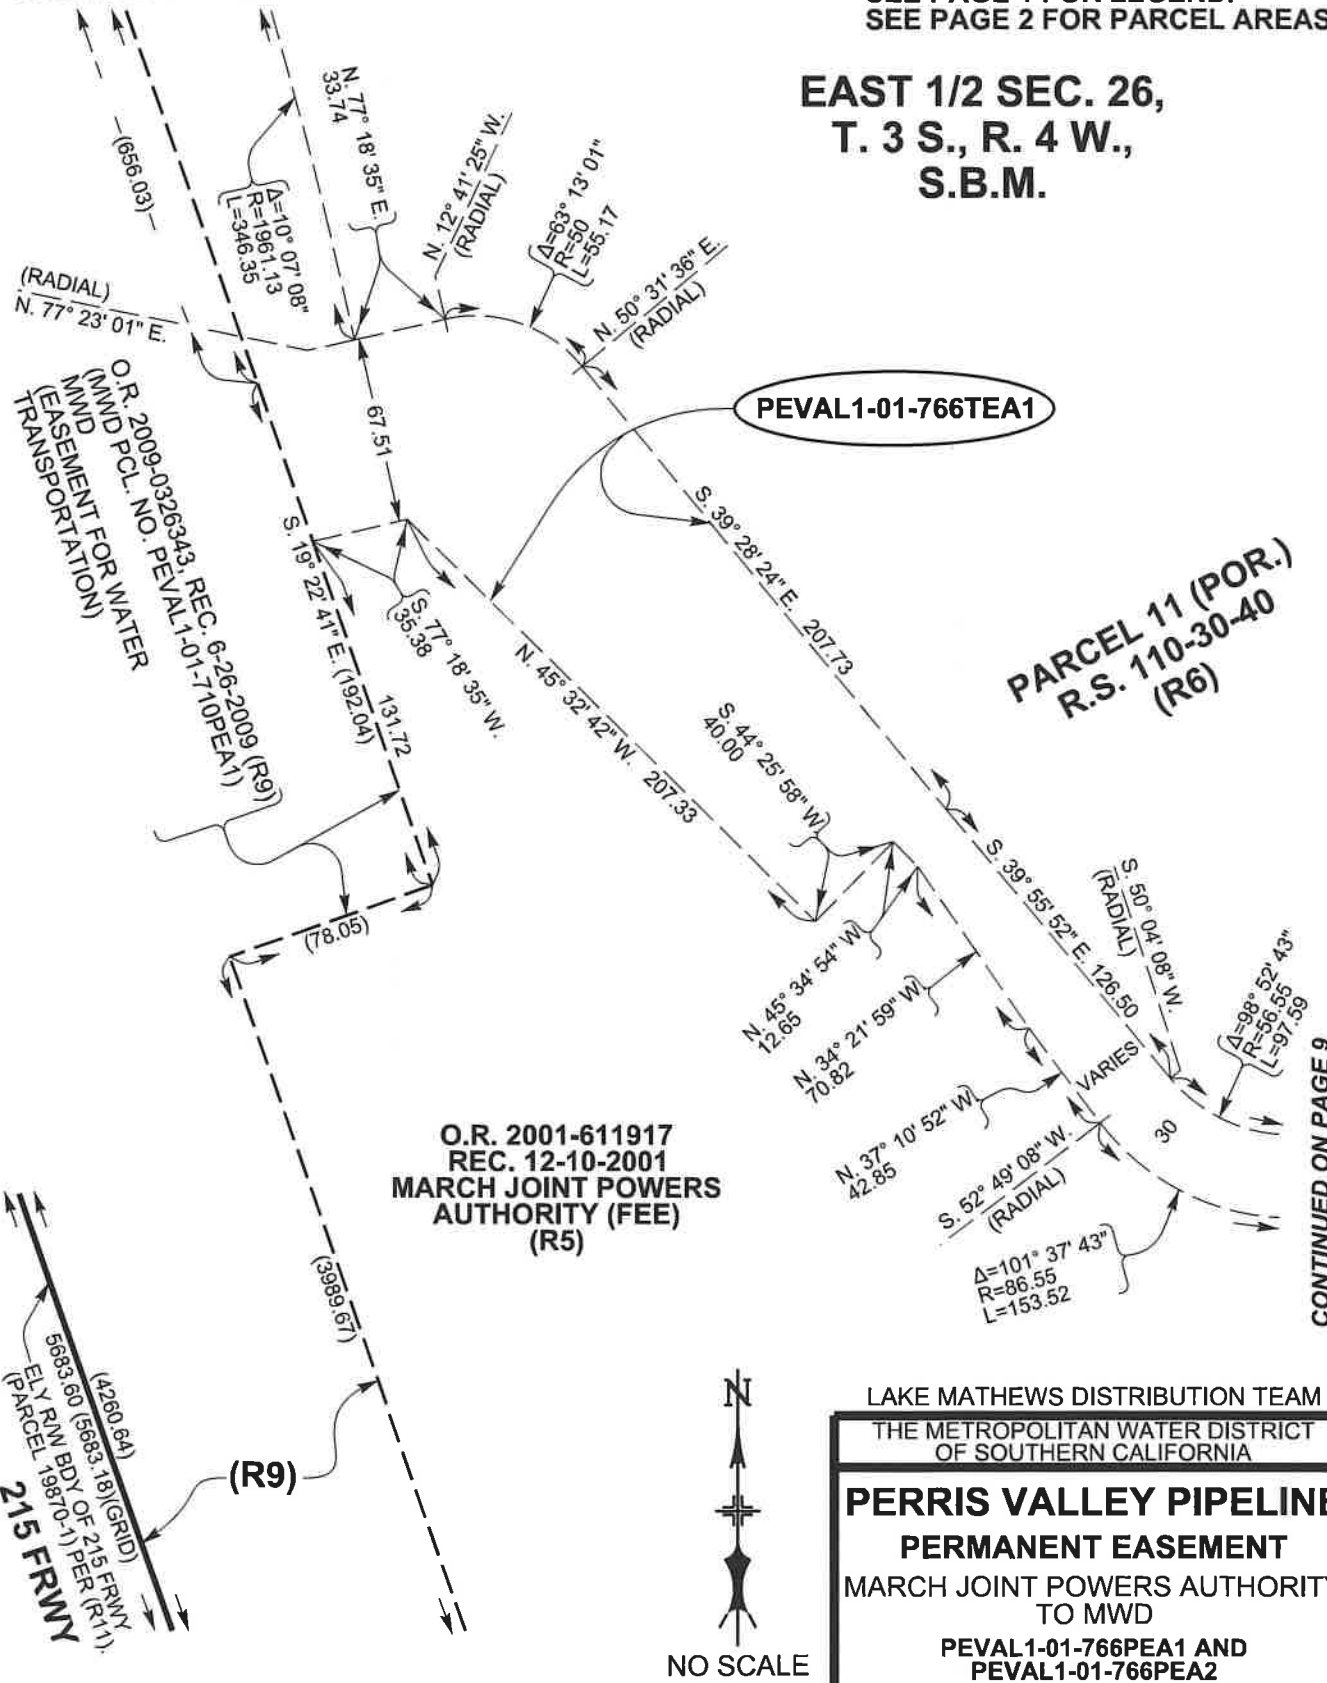 SEE PAGE 2 FOR PARCEL AREAS
EAST 1/2 SEC. 26,
T. 3 S., R. 4 W.,
S.B.M.
(656.03)
Δ=10° 07' 08"
R=1961.13
L=346.35
N. 77° 18' 35" E.
33.74
N. 12° 41' 25" W.
(RADIAL)
Δ=63° 13' 01"
R=50
L=55.17
N. 50° 31' 36" E.
(RADIAL)
(RADIAL)
N. 77° 23' 01" E.
PEVAL1-01-766TEA1
67.51
O.R. 2009-0326343, REC. 6-26-2009 (R9)
(MWD PCL. NO. PEVAL1-01-710PEA1)
MWD
(EASEMENT FOR WATER
TRANSPORTATION)
S. 19° 22' 41" E. (192.04)
131.72
S. 77° 18' 35" W.
35.38
N. 45° 32' 42" W. 207.33
S. 39° 28' 24" E. 207.73
PARCEL 11 (POR.)
R.S. 110-30-40
(R6)
S. 44° 25' 58" W.
40.00
S. 39° 55' 52" E. 126.50
S. 50° 04' 08" W.
(RADIAL)
Δ=98° 52' 43"
R=56.55
L=97.59
(78.05)
N. 45° 34' 54" W.
12.65
N. 34° 21' 59" W.
70.82
N. 37° 10' 52" W.
42.85
VARIES
30
S. 52° 49' 08" W.
(RADIAL)
Δ=101° 37' 43"
R=86.55
L=153.52
CONTINUED ON PAGE 9
O.R. 2001-611917
REC. 12-10-2001
MARCH JOINT POWERS
AUTHORITY (FEE)
(R5)
(3989.67)
(4260.64)
5683.60 (5683.18)(GRID)
ELY R/W BDY OF 215 FRWY
(PARCEL 19870-1) PER (R11).
215 FRWY
(R9)
N
NO SCALE
LAKE MATHEWS DISTRIBUTION TEAM
THE METROPOLITAN WATER DISTRICT
OF SOUTHERN CALIFORNIA
PERRIS VALLEY PIPELINE
PERMANENT EASEMENT
MARCH JOINT POWERS AUTHORITY
TO MWD
PEVAL1-01-766PEA1 AND
PEVAL1-01-766PEA2